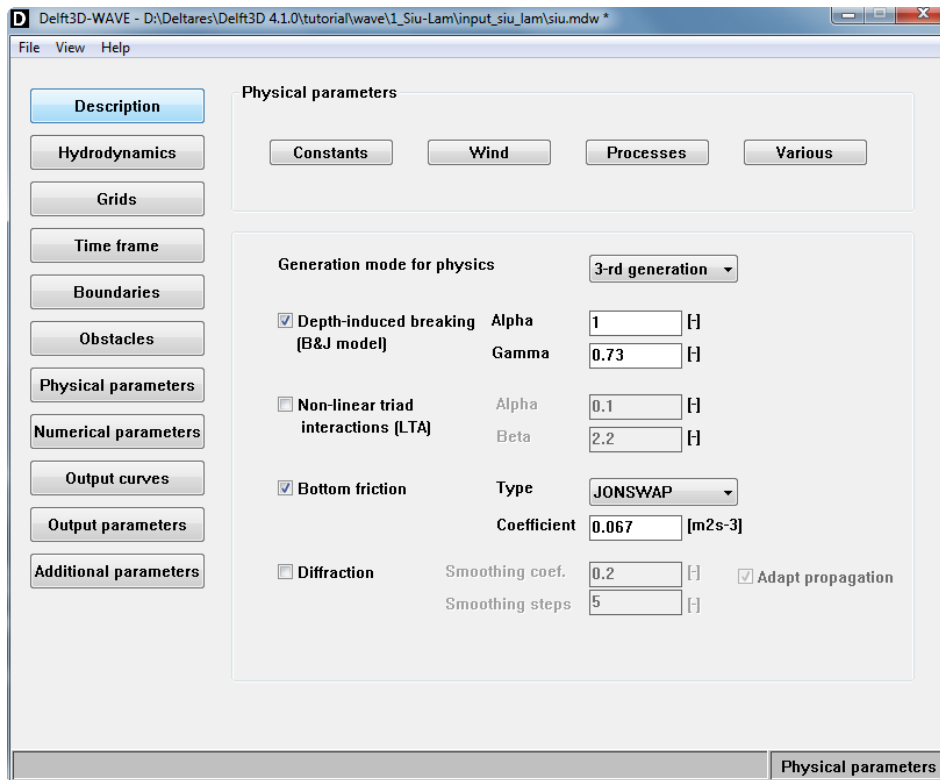 D Delft3D-WAVE - D:\Deltares\Delft3D 4.1.0\tutorial\wave\1_Siu-Lam\input_siu_lam\siu.mdw *
File View Help
Description
Hydrodynamics
Grids
Time frame
Boundaries
Obstacles
Physical parameters
Numerical parameters
Output curves
Output parameters
Additional parameters
Physical parameters
Constants Wind Processes Various
Generation mode for physics 3-rd generation
Depth-induced breaking Alpha 1 [-]
(B&J model) Gamma 0.73 [-]
Non-linear triad Alpha 0.1 [-]
interactions (LTA) Beta 2.2 [-]
Bottom friction Type JONSWAP
Coefficient 0.067 [m2s-3]
Diffraction Smoothing coef. 0.2 [-] Adapt propagation
Smoothing steps 5 [-]
Physical parameters